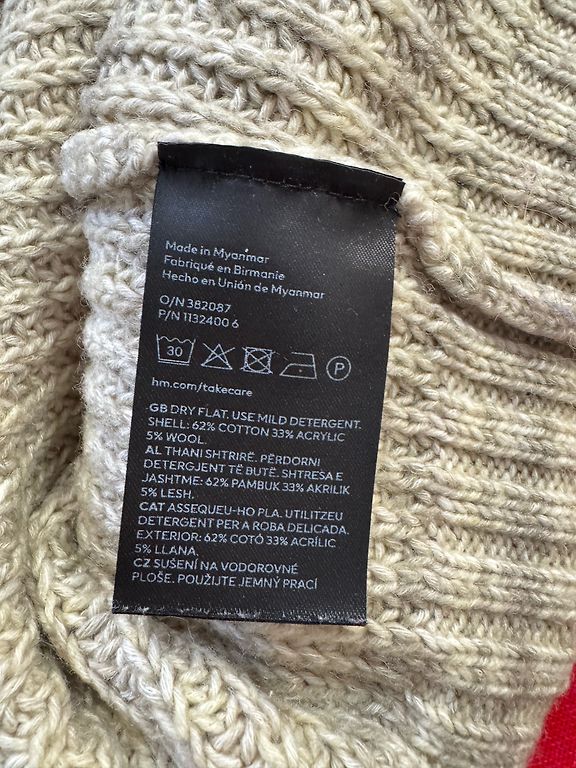 Made in Myanmar
Fabriqué en Birmanie
Hecho en Unión de Myanmar
O/N 382087
P/N 1132400 6
30 P
hm.com/takecare
GB DRY FLAT. USE MILD DETERGENT.
SHELL: 62% COTTON 33% ACRYLIC
5% WOOL.
AL THANI SHTRIRË. PËRDORNI
DETERGJENT TË BUTË. SHTRESA E
JASHTME: 62% PAMBUK 33% AKRILIK
5% LESH.
CAT ASSEQUEU-HO PLA. UTILITZEU
DETERGENT PER A ROBA DELICADA.
EXTERIOR: 62% COTÓ 33% ACRÍLIC
5% LLANA.
CZ SUŠENÍ NA VODOROVNÉ
PLOŠE. POUŽIJTE JEMNÝ PRACÍ